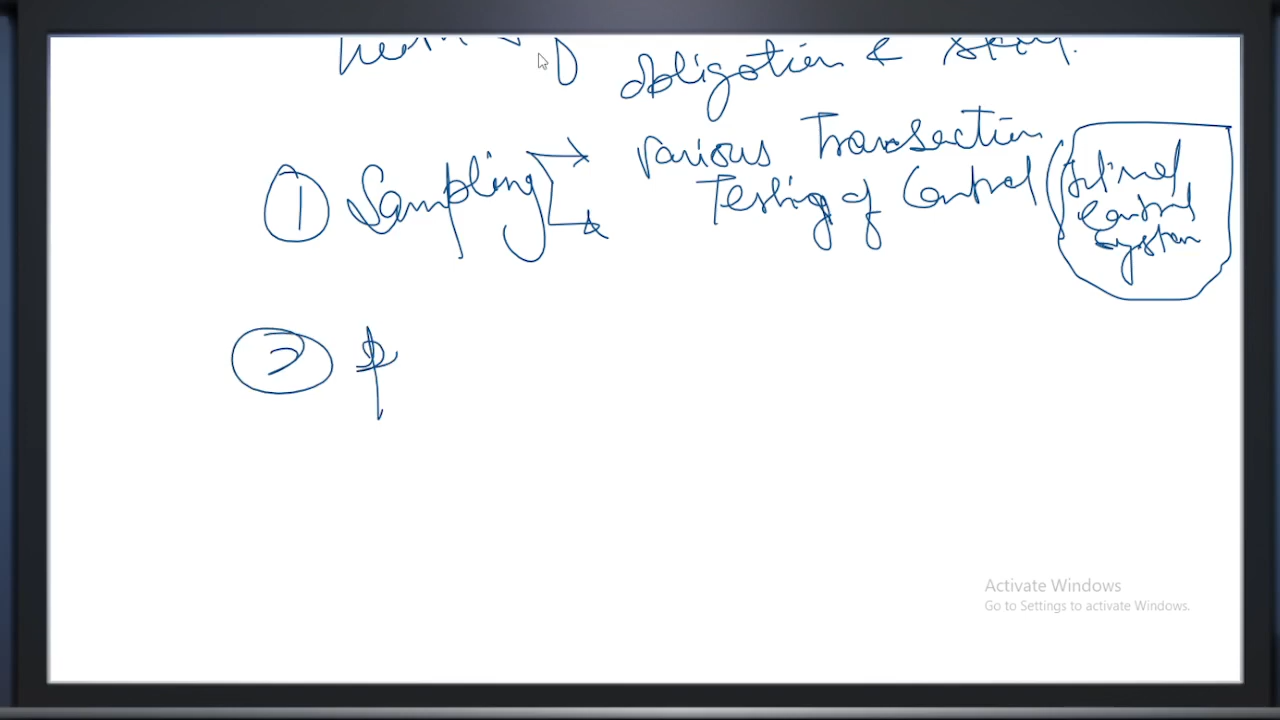 obligation &
① Sampling → various Transaction
→ Testing of Control
(Internal
Control
System
②
Activate Windows
Go to Settings to activate Windows.